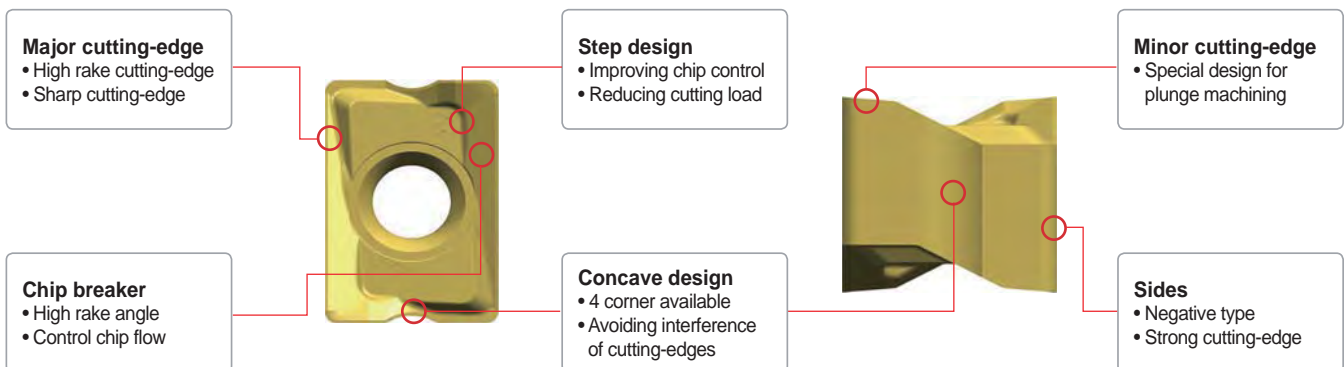 Major cutting-edge
• High rake cutting-edge
• Sharp cutting-edge
Step design
• Improving chip control
• Reducing cutting load
Minor cutting-edge
• Special design for
plunge machining
Chip breaker
• High rake angle
• Control chip flow
Concave design
• 4 corner available
• Avoiding interference
of cutting-edges
Sides
• Negative type
• Strong cutting-edge